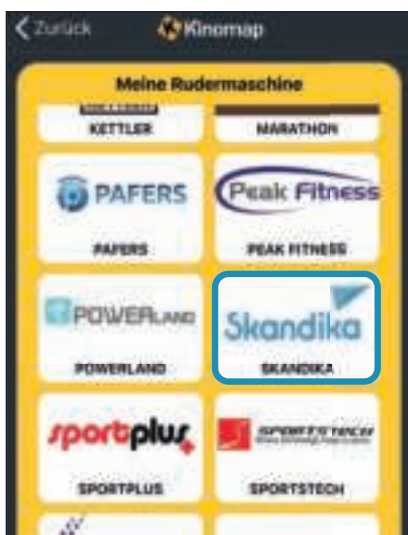 Zurück Kinomap
Meine Rudermaschine
KETTLER MARATHON
PAFERS Peak Fitness
PAFERS PEAK FITNESS
POWERLAND Skandika
POWERLAND SKANDIKA
sportplus SPORTSTECH
SPORTPLUS SPORTSTECH